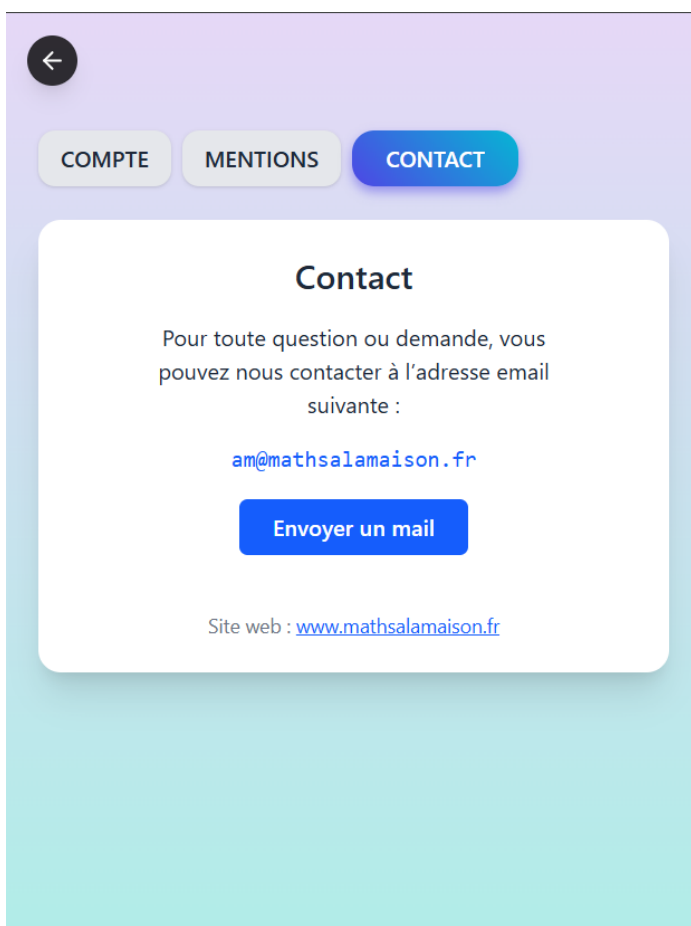 COMPTE MENTIONS CONTACT
Contact
Pour toute question ou demande, vous
pouvez nous contacter à l’adresse email
suivante :
am@mathsalamaison.fr
Envoyer un mail
Site web : www.mathsalamaison.fr